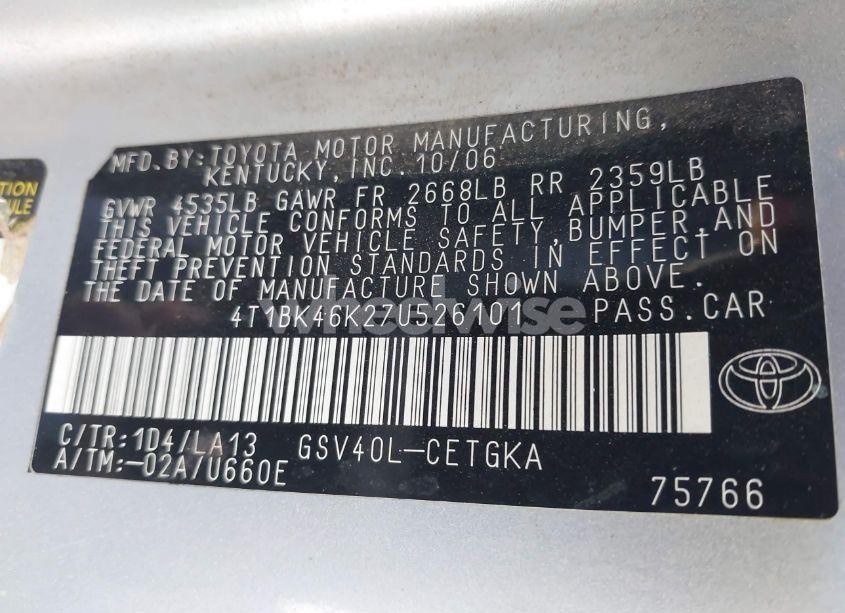 MFD. BY: TOYOTA MOTOR MANUFACTURING,
KENTUCKY, INC. 10/06
GVWR 4535LB GAWR FR 2668LB RR 2359LB
THIS VEHICLE CONFORMS TO ALL APPLICABLE
FEDERAL MOTOR VEHICLE SAFETY, BUMPER, AND
THEFT PREVENTION STANDARDS IN EFFECT ON
THE DATE OF MANUFACTURE SHOWN ABOVE.
4T1BK46K27U526101 PASS. CAR
C/TR: 1D4/LA13 GSV40L-CETGKA
A/TM: -02A/U660E
75766
wheelwise